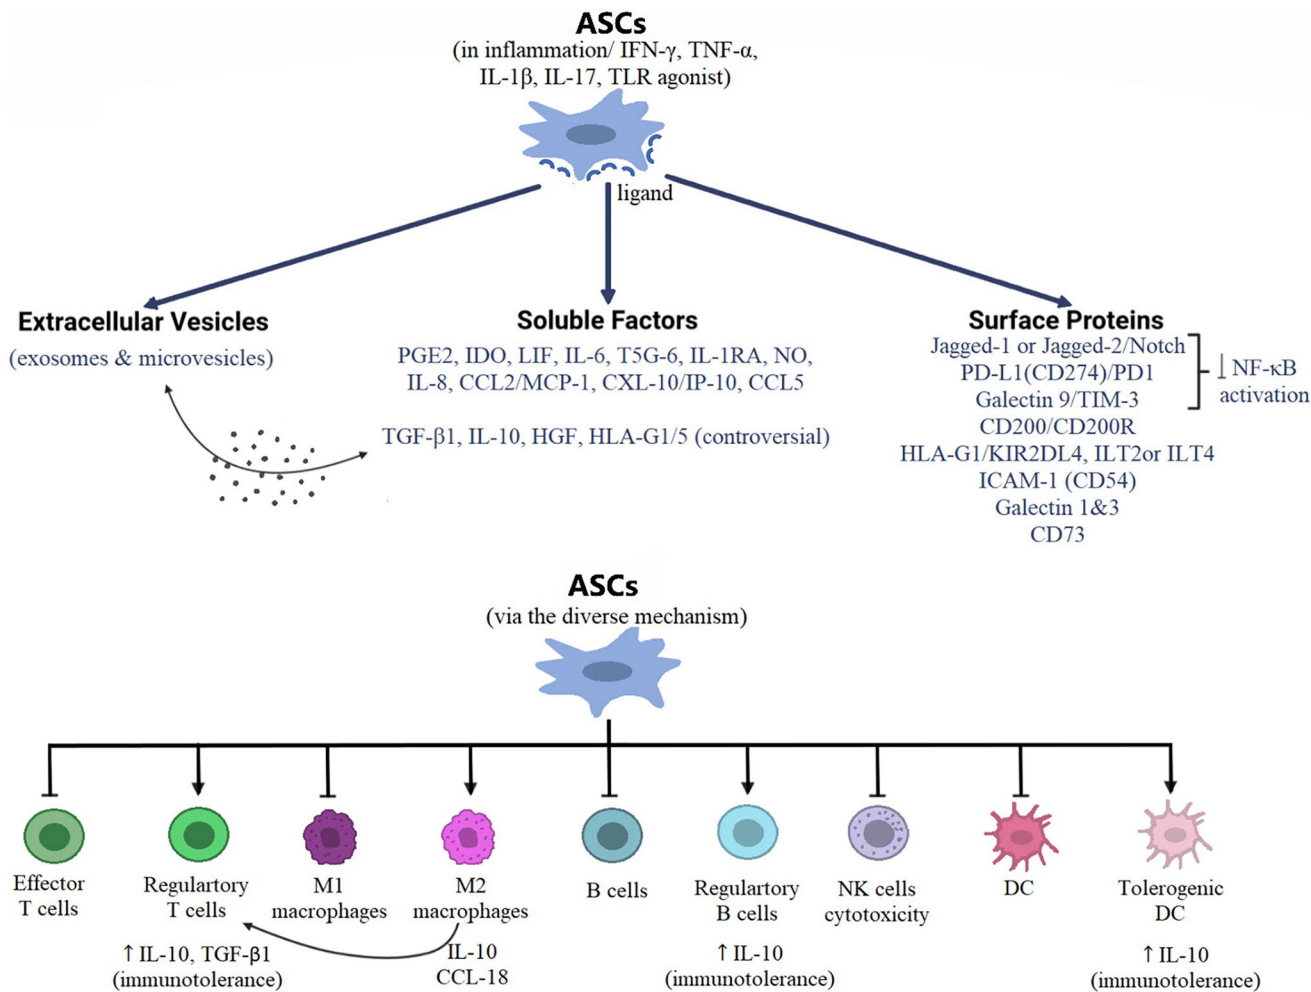 ASCs
(in inflammation/ IFN-γ, TNF-α,
IL-1β, IL-17, TLR agonist)
ligand
Extracellular Vesicles
(exosomes & microvesicles)
Soluble Factors
PGE2, IDO, LIF, IL-6, T5G-6, IL-1RA, NO,
IL-8, CCL2/MCP-1, CXL-10/IP-10, CCL5
TGF-β1, IL-10, HGF, HLA-G1/5 (controversial)
Surface Proteins
Jagged-1 or Jagged-2/Notch
PD-L1(CD274)/PD1
Galectin 9/TIM-3
CD200/CD200R
HLA-G1/KIR2DL4, ILT2or ILT4
ICAM-1 (CD54)
Galectin 1&3
CD73
↓ NF-κB
activation
ASCs
(via the diverse mechanism)
Effector
T cells
Regulartory
T cells
↑ IL-10, TGF-β1
(immunotolerance)
M1
macrophages
M2
macrophages
IL-10
CCL-18
B cells
Regulartory
B cells
↑ IL-10
(immunotolerance)
NK cells
cytotoxicity
DC
Tolerogenic
DC
↑ IL-10
(immunotolerance)